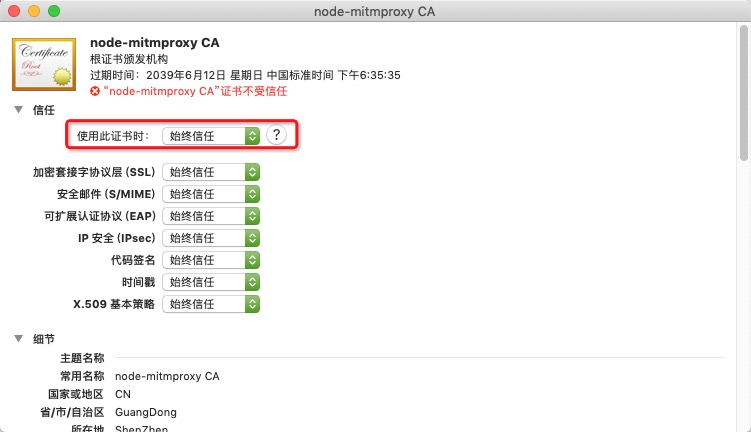 node-mitmproxy CA
Certificate
Root
node-mitmproxy CA
根证书颁发机构
过期时间：2039年6月12日 星期日 中国标准时间 下午6:35:35
“node-mitmproxy CA”证书不受信任
信任
使用此证书时： 始终信任 ?
加密套接字协议层 (SSL) 始终信任
安全邮件 (S/MIME) 始终信任
可扩展认证协议 (EAP) 始终信任
IP 安全 (IPsec) 始终信任
代码签名 始终信任
时间戳 始终信任
X.509 基本策略 始终信任
细节
主题名称
常用名称 node-mitmproxy CA
国家或地区 CN
省/市/自治区 GuangDong
所在地 ShenZhen